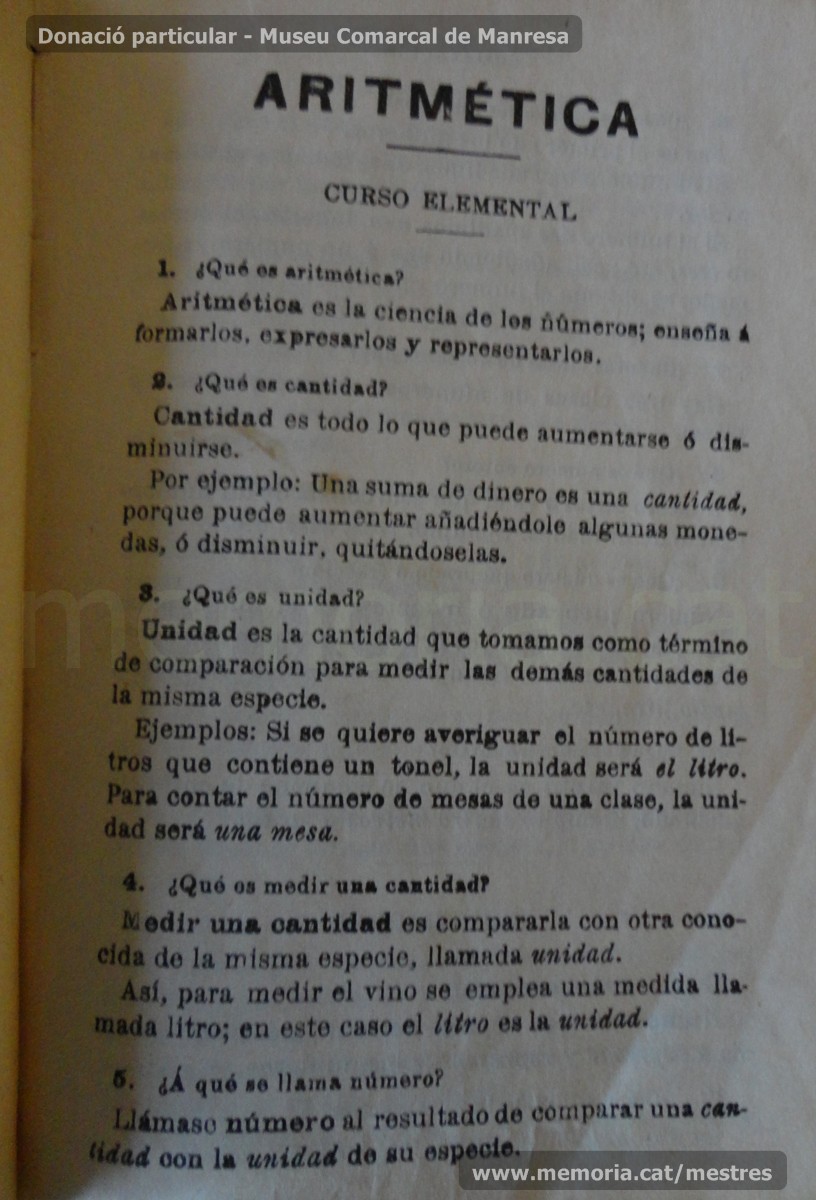 Donació particular - Museu Comarcal de Manresa
ARITMÉTICA
CURSO ELEMENTAL
1. ¿Qué es aritmética?
Aritmética es la ciencia de los números; enseña á
formarlos, expresarlos y representarlos.
2. ¿Qué es cantidad?
Cantidad es todo lo que puede aumentarse ó dis-
minuirse.
Por ejemplo: Una suma de dinero es una cantidad,
porque puede aumentar añadiéndole algunas mone-
das, ó disminuir, quitándoselas.
3. ¿Qué es unidad?
Unidad es la cantidad que tomamos como término
de comparación para medir las demás cantidades de
la misma especie.
Ejemplos: Si se quiere averiguar el número de li-
tros que contiene un tonel, la unidad será el litro.
Para contar el número de mesas de una clase, la uni-
dad será una mesa.
4. ¿Qué es medir una cantidad?
Medir una cantidad es compararla con otra cono-
cida de la misma especie, llamada unidad.
Así, para medir el vino se emplea una medida lla-
mada litro; en este caso el litro es la unidad.
5. ¿Á qué se llama número?
Llámase número al resultado de comparar una can-
tidad con la unidad de su especie.
www.memoria.cat/mestres